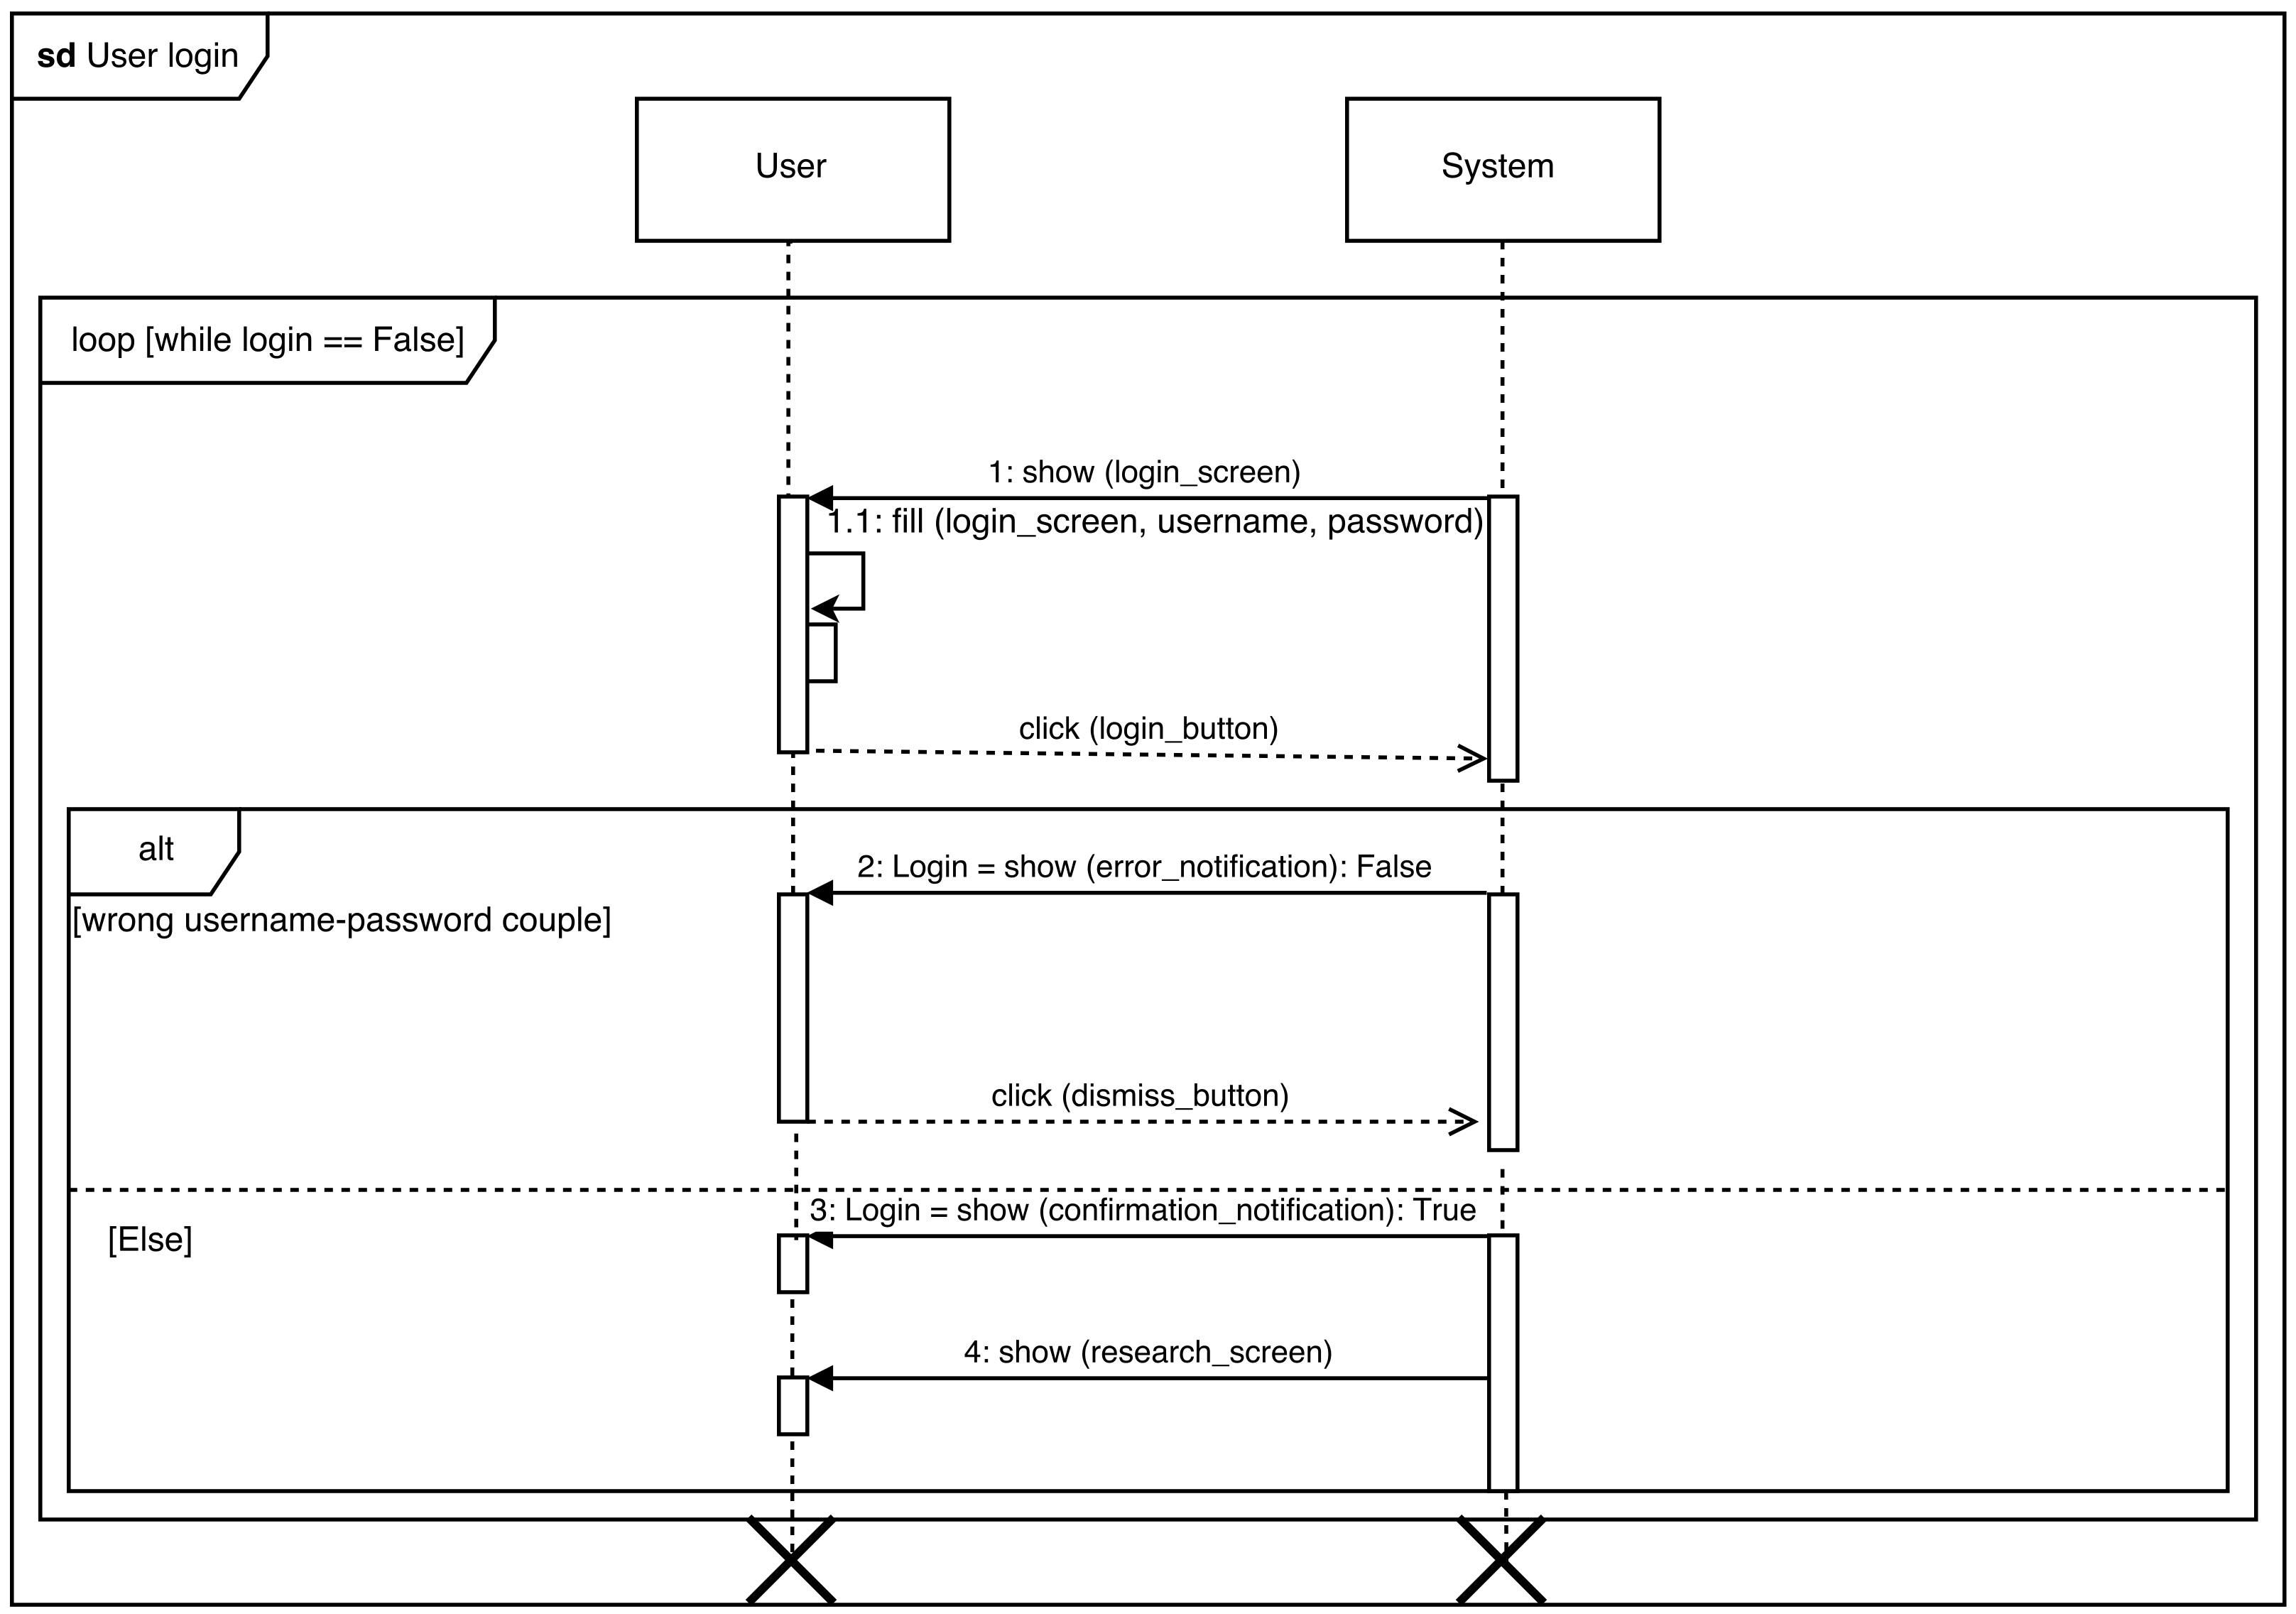 sd User login
User
System
loop [while login == False]
1: show (login_screen)
1.1: fill (login_screen, username, password)
click (login_button)
alt
2: Login = show (error_notification): False
[wrong username-password couple]
click (dismiss_button)
3: Login = show (confirmation_notification): True
[Else]
4: show (research_screen)